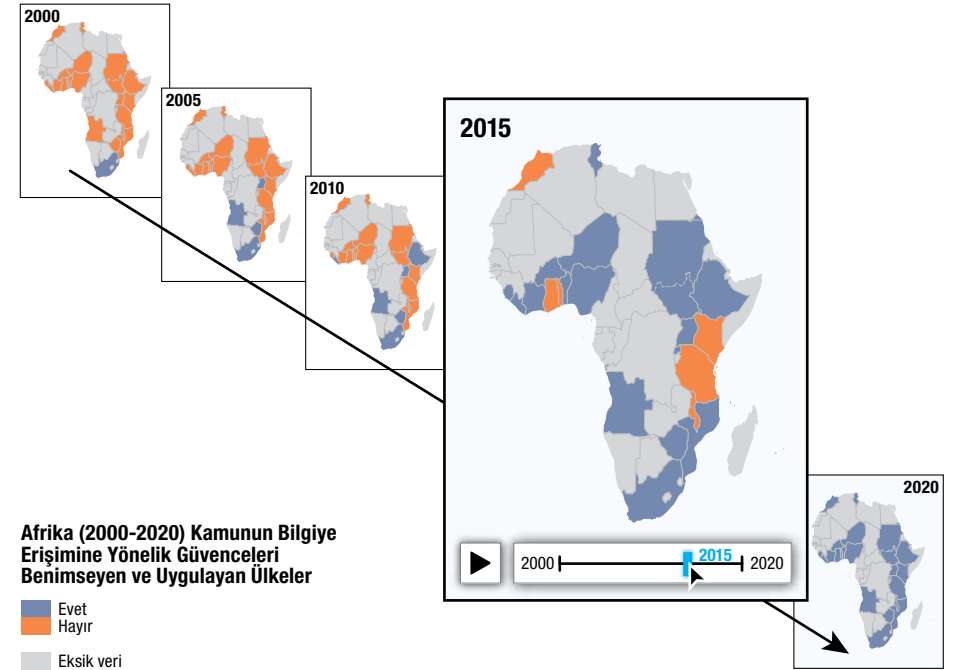 2000
2005
2010
2015
2000
2015
2020
2020
Afrika (2000-2020) Kamunun Bilgiye
Erişimine Yönelik Güvenceleri
Benimseyen ve Uygulayan Ülkeler
Evet
Hayır
Eksik veri